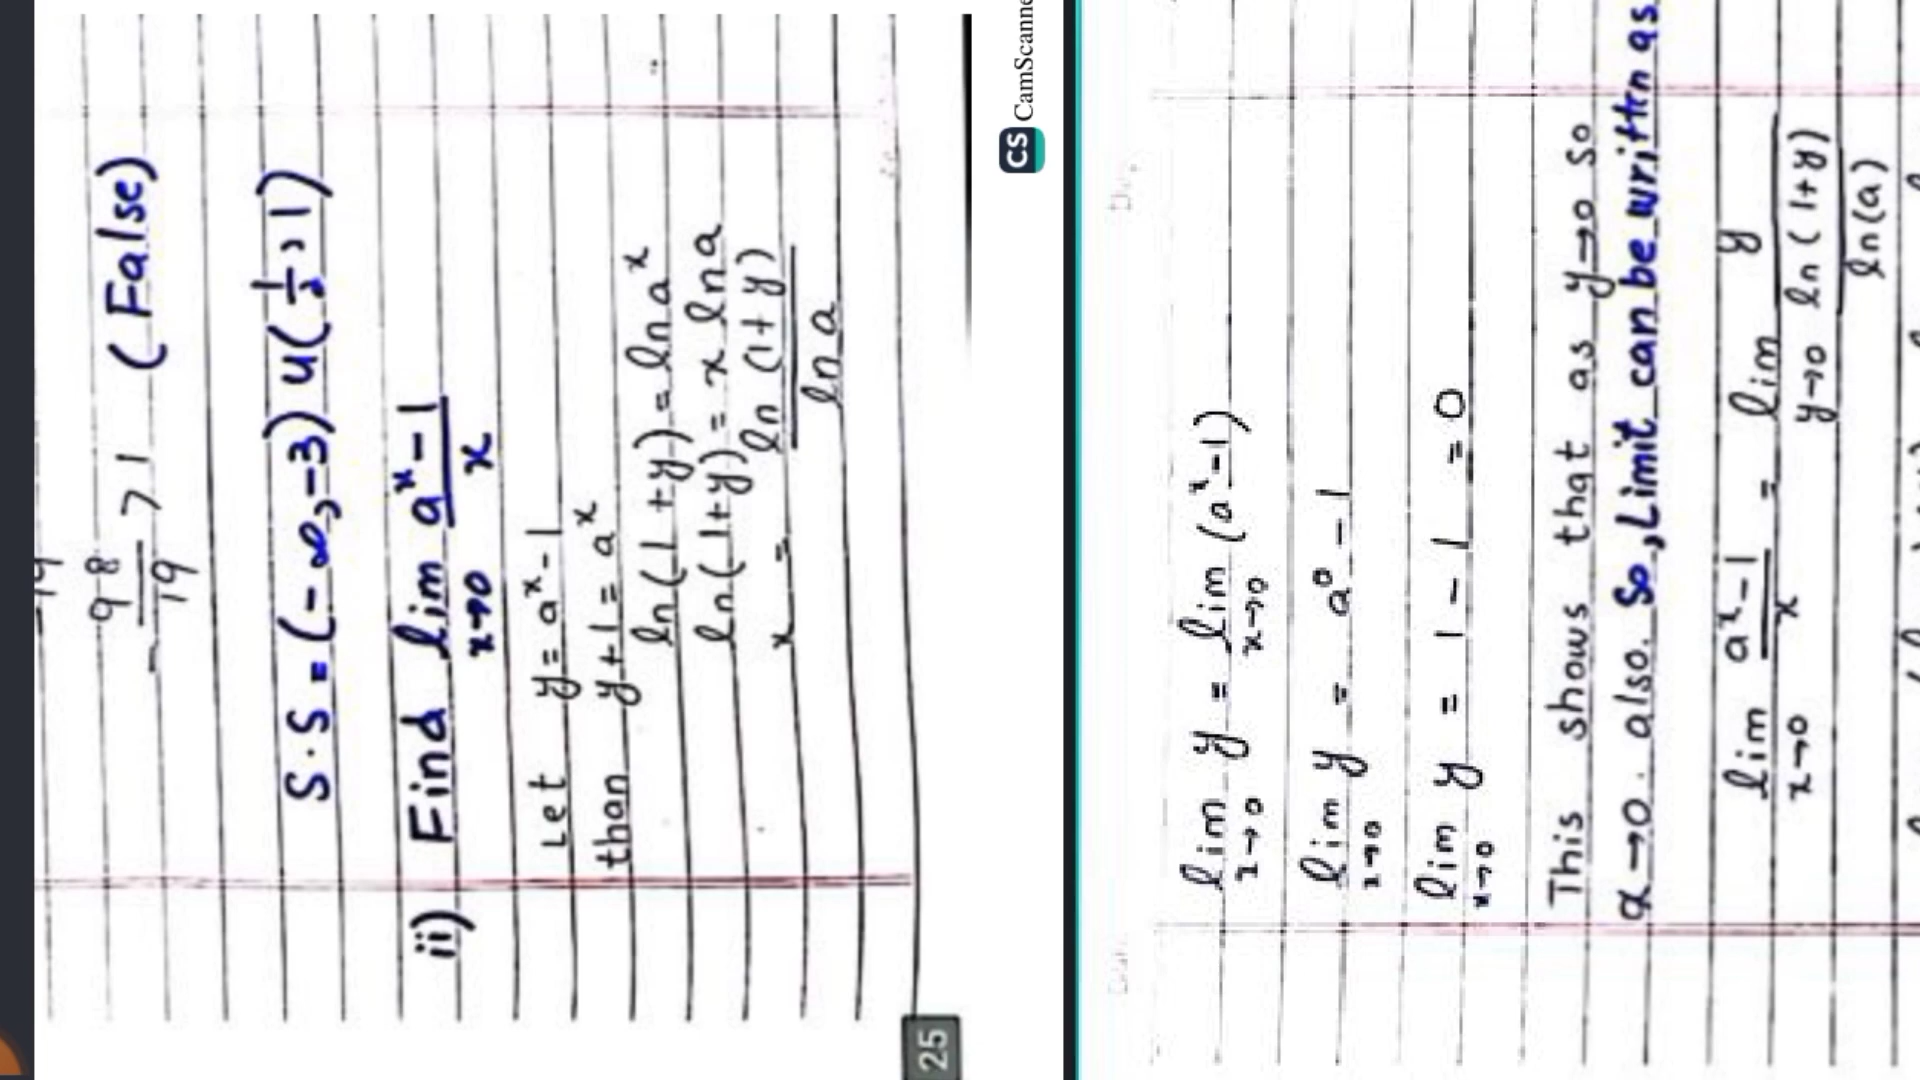 98/-19 > 1 (False)
S.S = (-∞, -3) ∪ (1/2, 1)
ii) Find lim x→0 a^x - 1 / x
Let y = a^x - 1
than y + 1 = a^x
ln(1 + y) = ln a^x
ln(1 + y) = x ln a
x = ln (1 + y) / ln a
25
CS CamScanne
lim x→0 y = lim x→0 (a^x - 1)
lim x→0 y = a^0 - 1
lim x→0 y = 1 - 1 = 0
This shows that as y→0 so
x→0. also. So, Limit can be written as
lim x→0 a^x - 1 / x = lim y→0 y / ln(1+y) / ln(a)